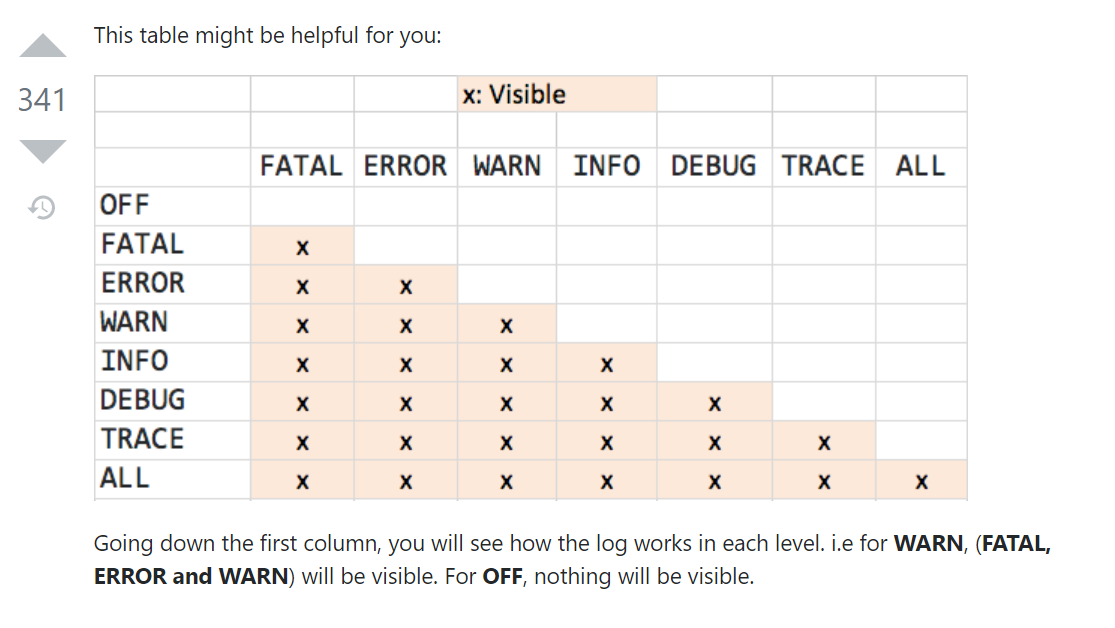 This table might be helpful for you:
341
x: Visible
FATAL ERROR WARN INFO DEBUG TRACE ALL
OFF
FATAL x
ERROR x x
WARN x x x
INFO x x x x
DEBUG x x x x x
TRACE x x x x x x
ALL x x x x x x x
Going down the first column, you will see how the log works in each level. i.e for WARN, (FATAL,
ERROR and WARN) will be visible. For OFF, nothing will be visible.